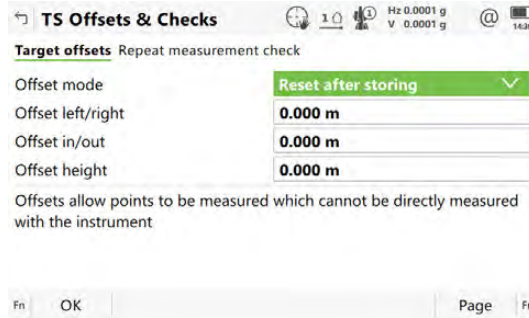 TS Offsets & Checks 1 1 Hz 0.0001 g
V 0.0001 g @
Target offsets Repeat measurement check
Offset mode Reset after storing
Offset left/right 0.000 m
Offset in/out 0.000 m
Offset height 0.000 m
Offsets allow points to be measured which cannot be directly measured
with the instrument
Fn OK Page